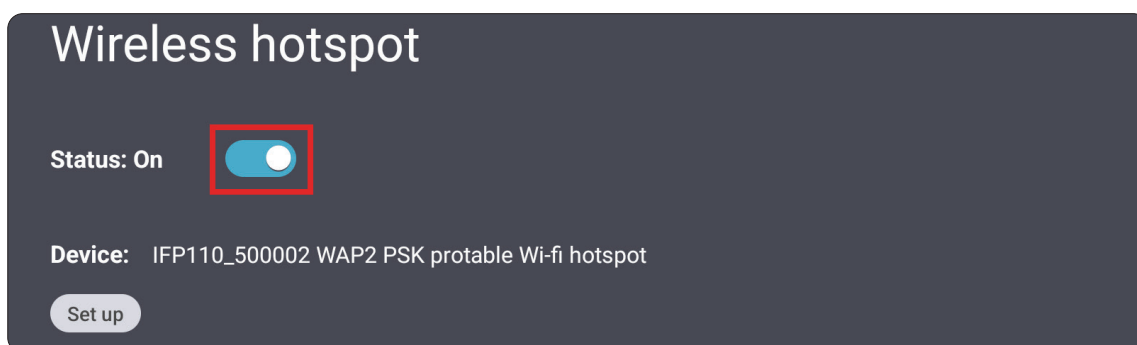 Wireless hotspot
Status: On
Device: IFP110_500002 WAP2 PSK protable Wi-fi hotspot
Set up